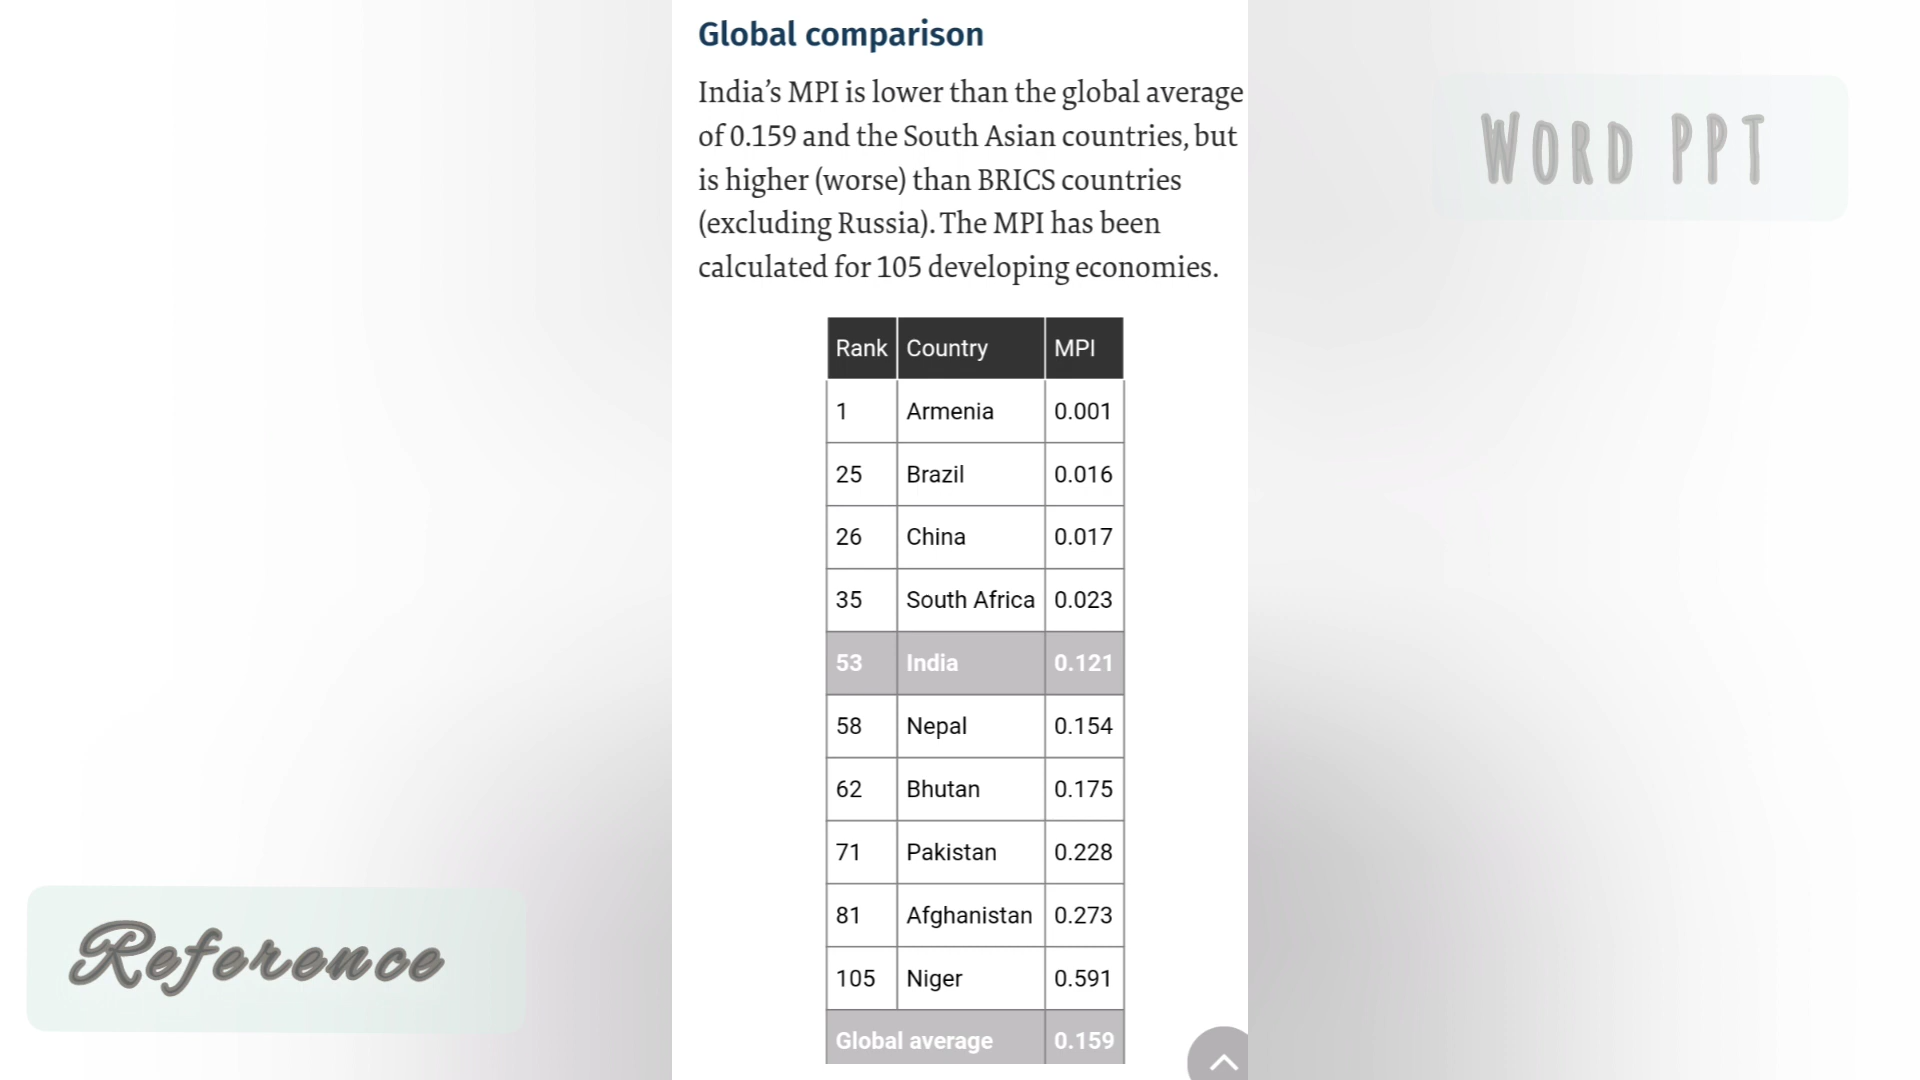 Global comparison
India’s MPI is lower than the global average
of 0.159 and the South Asian countries, but
is higher (worse) than BRICS countries
(excluding Russia). The MPI has been
calculated for 105 developing economies.
WORD PPT
Rank Country MPI
1 Armenia 0.001
25 Brazil 0.016
26 China 0.017
35 South Africa 0.023
53 India 0.121
58 Nepal 0.154
62 Bhutan 0.175
71 Pakistan 0.228
81 Afghanistan 0.273
105 Niger 0.591
Global average 0.159
Reference